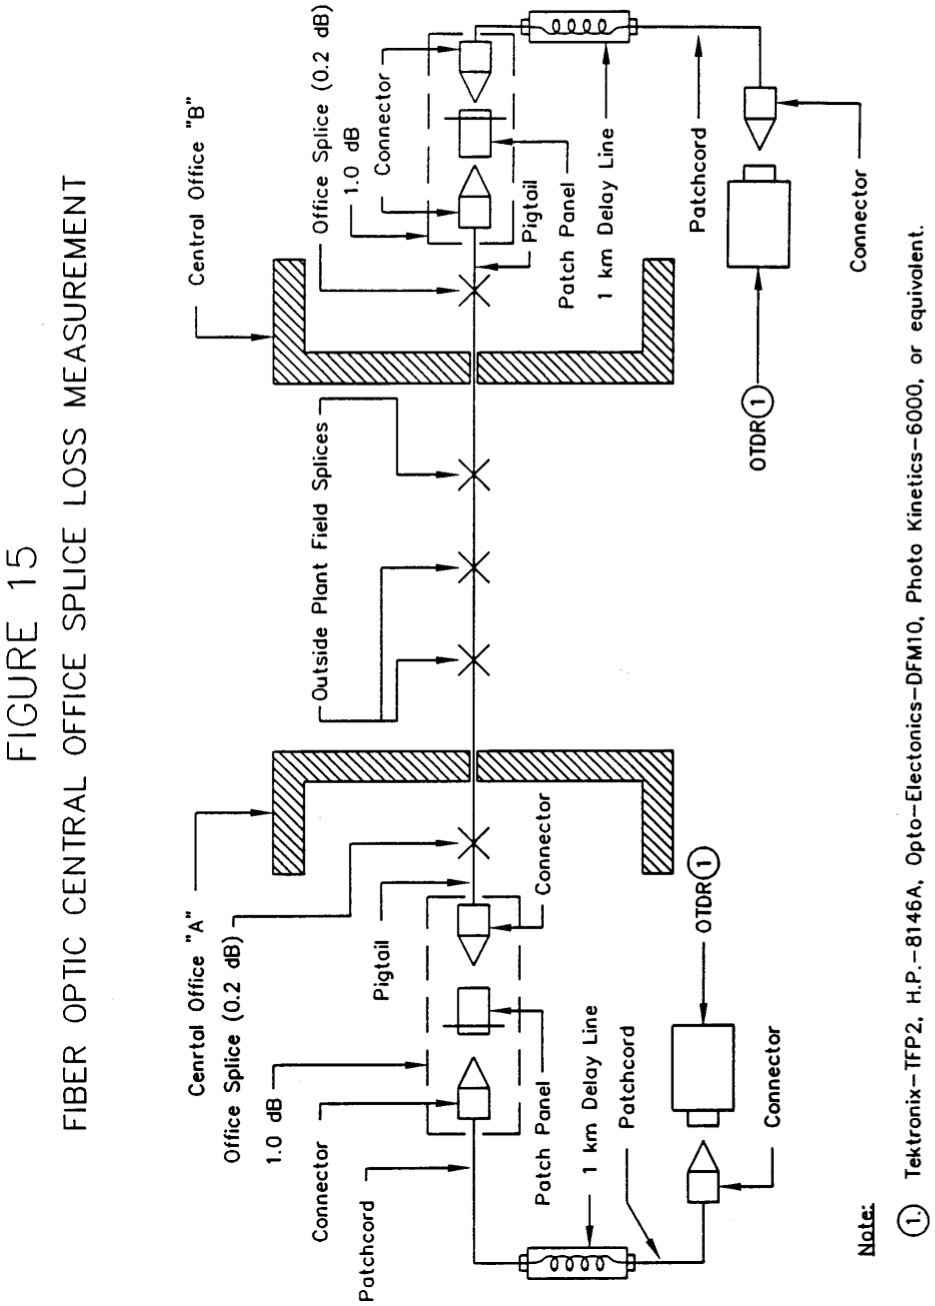 FIGURE 15
FIBER OPTIC CENTRAL OFFICE SPLICE LOSS MEASUREMENT
Cenrtal Office "A"
Office Splice (0.2 dB)
1.0 dB
Connector
Patchcord
Pigtail
Connector
Patch Panel
1 km Delay Line
Patchcord
OTDR 1
Connector
Outside Plant Field Splices
Central Office "B"
Office Splice (0.2 dB)
1.0 dB
Connector
Pigtail
Patch Panel
1 km Delay Line
Patchcord
OTDR 1
Connector
Note:
1. Tektronix-TFP2, H.P.-8146A, Opto-Electonics-DFM10, Photo Kinetics-6000, or equivalent.